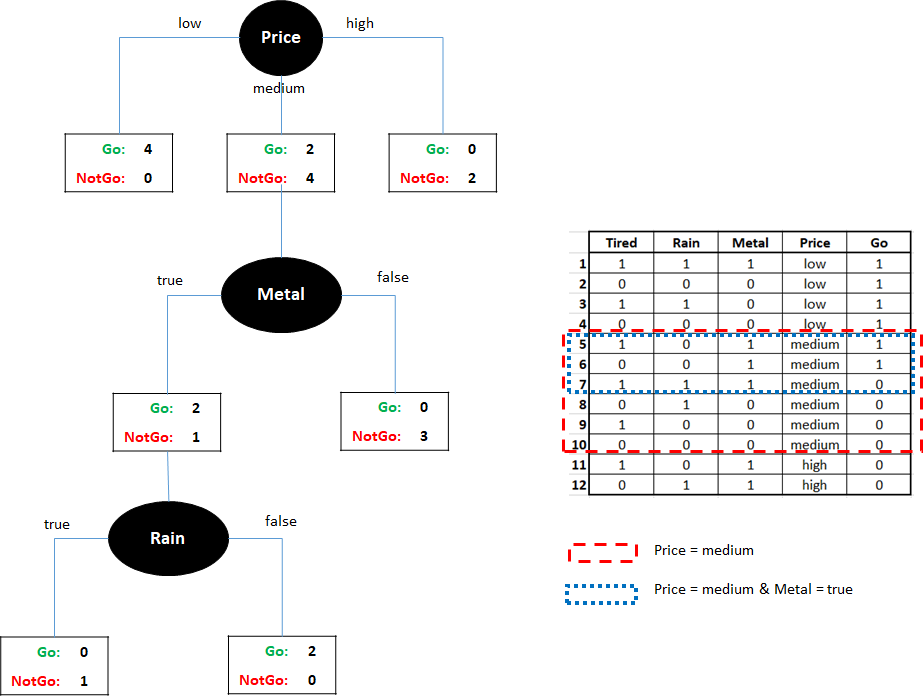 low Price high
medium
Go: 4
NotGo: 0
Go: 2
NotGo: 4
Go: 0
NotGo: 2
true Metal false
Go: 2
NotGo: 1
Go: 0
NotGo: 3
true Rain false
Go: 0
NotGo: 1
Go: 2
NotGo: 0
Tired Rain Metal Price Go
1 1 1 1 low 1
2 0 0 0 low 1
3 1 1 0 low 1
4 0 0 0 low 1
5 1 0 1 medium 1
6 0 0 1 medium 1
7 1 1 1 medium 0
8 0 1 0 medium 0
9 1 0 0 medium 0
10 0 0 0 medium 0
11 1 0 1 high 0
12 0 1 1 high 0
Price = medium
Price = medium & Metal = true